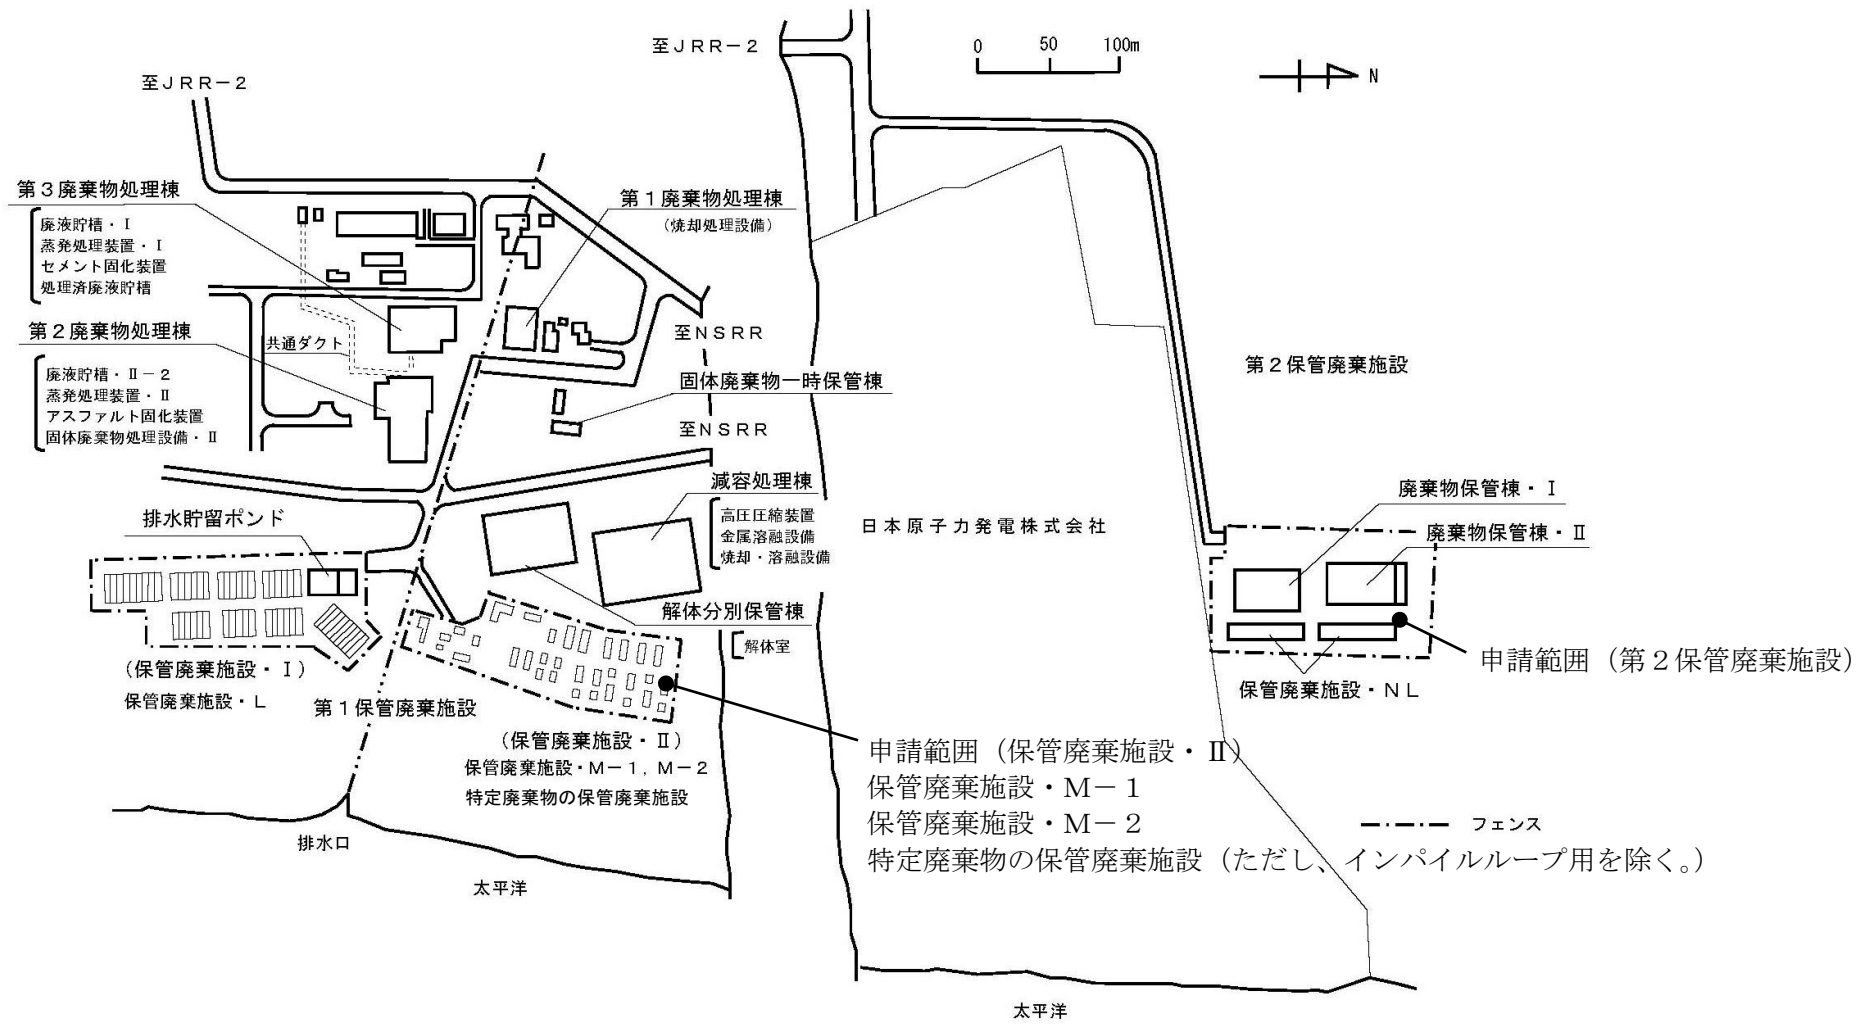 至JRR－2
0 50 100m
N
至JRR－2
第3廃棄物処理棟
廃液貯槽・Ⅰ
蒸発処理装置・Ⅰ
セメント固化装置
処理済廃液貯槽
第1廃棄物処理棟
(焼却処理設備)
第2廃棄物処理棟
共通ダクト
廃液貯槽・Ⅱ－2
蒸発処理装置・Ⅱ
アスファルト固化装置
固体廃棄物処理設備・Ⅱ
至NSRR
固体廃棄物一時保管棟
至NSRR
第2保管廃棄施設
減容処理棟
高圧圧縮装置
金属溶融設備
焼却・溶融設備
排水貯留ポンド
日本原子力発電株式会社
廃棄物保管棟・Ⅰ
廃棄物保管棟・Ⅱ
解体分別保管棟
解体室
(保管廃棄施設・Ⅰ)
保管廃棄施設・L
第1保管廃棄施設
(保管廃棄施設・Ⅱ)
保管廃棄施設・M－1, M－2
特定廃棄物の保管廃棄施設
申請範囲（第2保管廃棄施設）
保管廃棄施設・NL
申請範囲（保管廃棄施設・Ⅱ）
保管廃棄施設・M－1
保管廃棄施設・M－2
特定廃棄物の保管廃棄施設（ただし、インパイルループ用を除く。）
フェンス
排水口
太平洋
太平洋